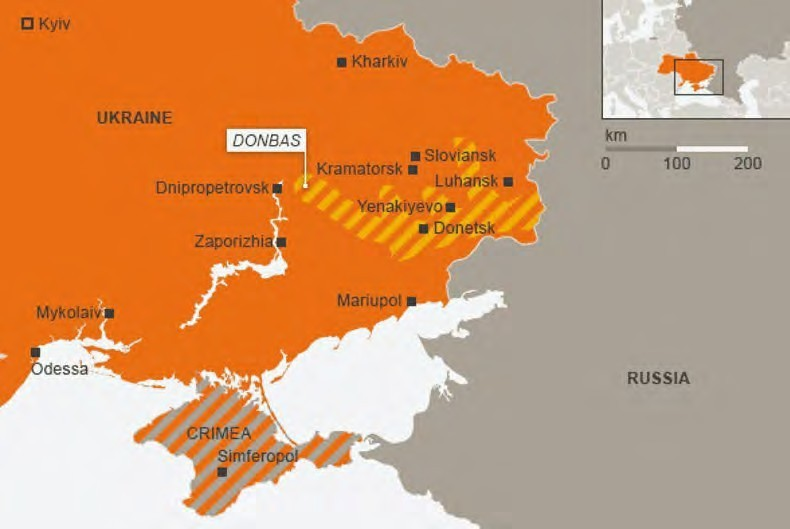 Kyiv
Kharkiv
UKRAINE
km
0 100 200
DONBAS
Sloviansk
Kramatorsk
Luhansk
Dnipropetrovsk
Yenakiyevo
Donetsk
Zaporizhia
Mariupol
Mykolaiv
Odessa
RUSSIA
CRIMEA
Simferopol